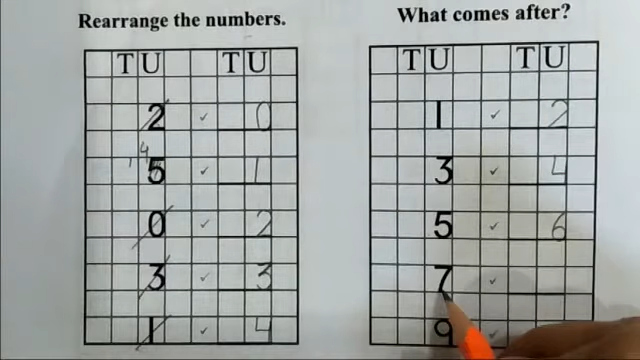 Rearrange the numbers.
T U T U
2 ✓ 0
4
5 ✓ 1
0 ✓ 2
3 ✓ 3
1 ✓ 4
What comes after?
T U T U
1 ✓ 2
3 ✓ 4
5 ✓ 6
7 ✓
9 ✓